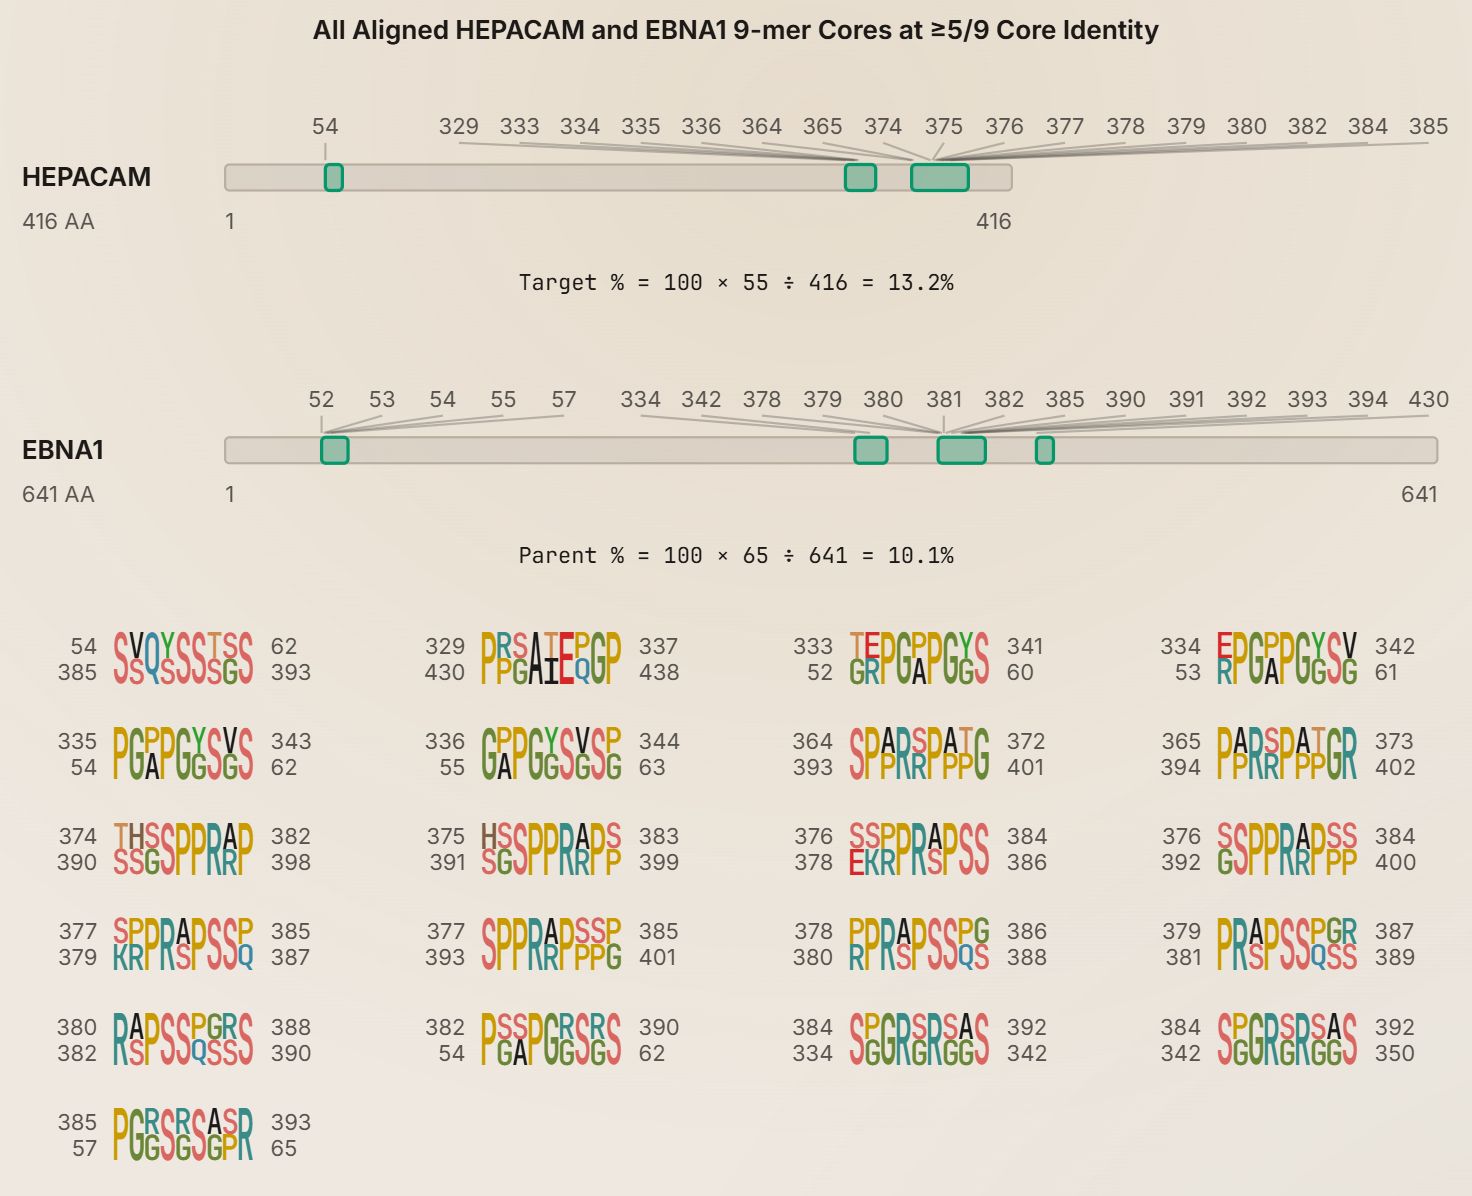 All Aligned HEPACAM and EBNA1 9-mer Cores at ≥5/9 Core Identity
54 329 333 334 335 336 364 365 374 375 376 377 378 379 380 382 384 385
HEPACAM
416 AA 1 416
Target % = 100 × 55 ÷ 416 = 13.2%
52 53 54 55 57 334 342 378 379 380 381 382 385 390 391 392 393 394 430
EBNA1
641 AA 1 641
Parent % = 100 × 65 ÷ 641 = 10.1%
54 SVQYSSTSS 62 329 PRSATEPGP 337 333 TEPGPPGYS 341 334 EPGPPGYSV 342
385 SSQSSSSGS 393 430 PPGAIEQGP 438 52 GRPGAPGGS 60 53 RPGAPGGSG 61
335 PGPPGYSVS 343 336 GPPGYSVSP 344 364 SPARSPATG 372 365 PARSPATGR 373
54 PGAPGGSGS 62 55 GAPGGSGSG 63 393 SPPRRPPPG 401 394 PPRRPPPGR 402
374 THSSPPRAP 382 375 HSSPPRAPS 383 376 SSPPRAPSS 384 376 SSPPRAPSS 384
390 SSGSPPRRP 398 391 SGSPPRRPP 399 378 EKRPRSPSS 386 392 GSPPRRPPP 400
377 SPPRAPSSP 385 377 SPPRAPSSP 385 378 PPRAPSSPG 386 379 PRAPSSPGR 387
379 KRPRSPSSQ 387 393 SPPRRPPPG 401 380 RPRSPSSQS 388 381 PRSPSSQSS 389
380 RAPSSPGRS 388 382 PSSPGRSRS 390 384 SPGRSRSAS 392 384 SPGRSRSAS 392
382 RSPSSQSSS 390 54 PGAPGGSGS 62 334 SGGRGRGGS 342 342 SGGRGRGGS 350
385 PGRSRSASR 393
57 PGGSGSGPR 65